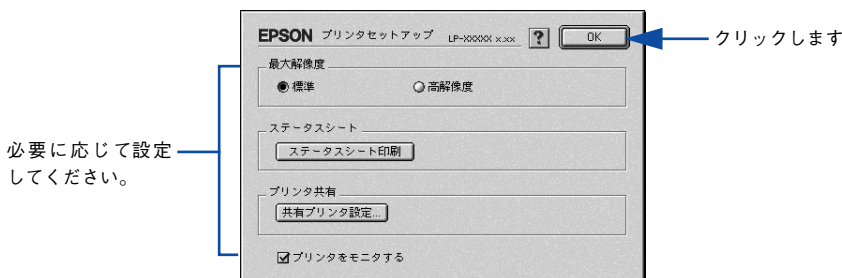 EPSON プリンタセットアップ LP-XXXXX x.xx ? OK
クリックします
最大解像度
標準 高解像度
ステータスシート
ステータスシート印刷
必要に応じて設定
してください。
プリンタ共有
共有プリンタ設定...
プリンタをモニタする